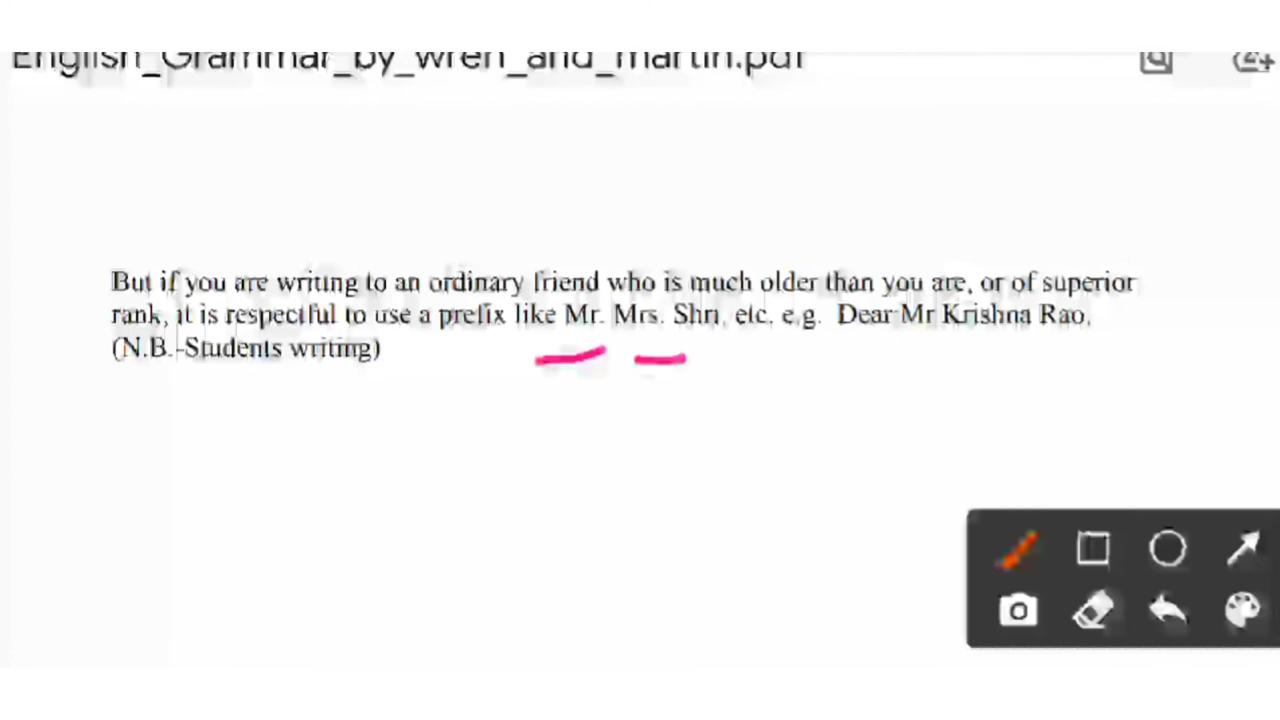 English_Grammar_by_wren_and_martin.pdf
But if you are writing to an ordinary friend who is much older than you are, or of superior
rank, it is respectful to use a prefix like Mr. Mrs. Shri, etc. e.g. Dear Mr Krishna Rao,
(N.B.-Students writing)